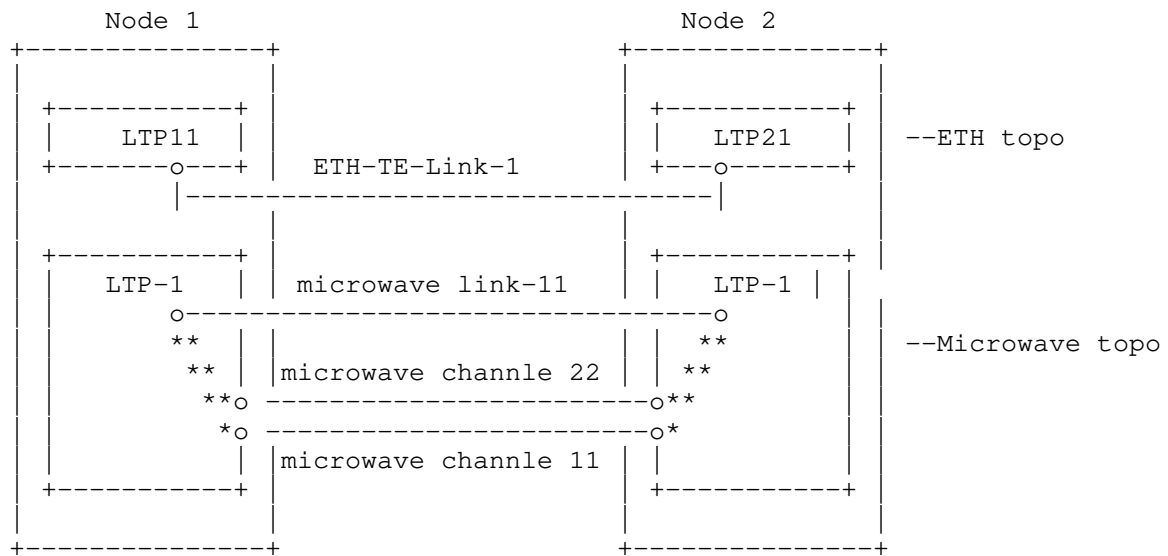 Node 1 Node 2
LTP11 LTP21 --ETH topo
ETH-TE-Link-1
LTP-1 microwave link-11 LTP-1
--Microwave topo
microwave channle 22
microwave channle 11